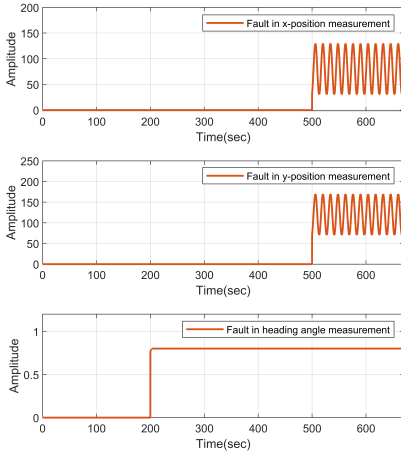 200
150
100
50
0
Amplitude
Fault in x-position measurement
0 100 200 300 400 500 600
Time(sec)
250
200
150
100
50
0
Amplitude
Fault in y-position measurement
0 100 200 300 400 500 600
Time(sec)
1
0.5
0
Amplitude
Fault in heading angle measurement
0 100 200 300 400 500 600
Time(sec)